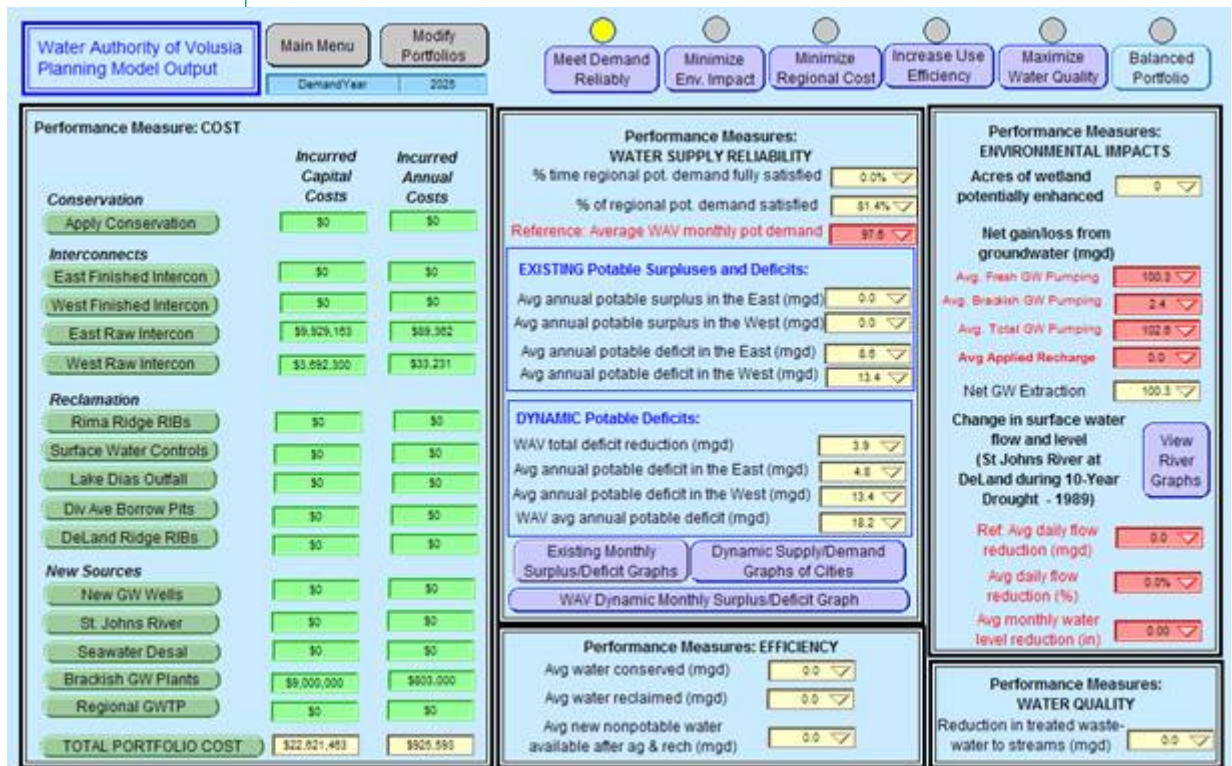 Water Authority of Volusia
Planning Model Output
Main Menu
Modify
Portfolios
DemandYear 2025
Meet Demand
Reliably
Minimize
Env. Impact
Minimize
Regional Cost
Increase Use
Efficiency
Maximize
Water Quality
Balanced
Portfolio
Performance Measure: COST
Incurred
Capital
Costs
Incurred
Annual
Costs
Conservation
Apply Conservation $0 $0
Interconnects
East Finished Intercon $0 $0
West Finished Intercon $0 $0
East Raw Intercon $9,929,163 $89,362
West Raw Intercon $3,692,300 $33,231
Reclamation
Rima Ridge RIBs $0 $0
Surface Water Controls $0 $0
Lake Dias Outfall $0 $0
Div Ave Borrow Pits $0 $0
DeLand Ridge RIBs $0 $0
New Sources
New GW Wells $0 $0
St. Johns River $0 $0
Seawater Desal $0 $0
Brackish GW Plants $9,000,000 $803,000
Regional GWTP $0 $0
TOTAL PORTFOLIO COST $22,621,463 $925,593
Performance Measures:
WATER SUPPLY RELIABILITY
% time regional pot. demand fully satisfied 0.0%
% of regional pot. demand satisfied 81.4%
Reference: Average WAV monthly pot demand 97.6
EXISTING Potable Surpluses and Deficits:
Avg annual potable surplus in the East (mgd) 0.0
Avg annual potable surplus in the West (mgd) 0.0
Avg annual potable deficit in the East (mgd) 8.6
Avg annual potable deficit in the West (mgd) 13.4
DYNAMIC Potable Deficits:
WAV total deficit reduction (mgd) 3.9
Avg annual potable deficit in the East (mgd) 4.8
Avg annual potable deficit in the West (mgd) 13.4
WAV avg annual potable deficit (mgd) 18.2
Existing Monthly
Surplus/Deficit Graphs
Dynamic Supply/Demand
Graphs of Cities
WAV Dynamic Monthly Surplus/Deficit Graph
Performance Measures: EFFICIENCY
Avg water conserved (mgd) 0.0
Avg water reclaimed (mgd) 0.0
Avg new nonpotable water
available after ag & rech (mgd) 0.0
Performance Measures:
ENVIRONMENTAL IMPACTS
Acres of wetland
potentially enhanced 0
Net gain/loss from
groundwater (mgd)
Avg. Fresh GW Pumping 100.3
Avg. Brackish GW Pumping 2.4
Avg. Total GW Pumping 102.6
Avg Applied Recharge 0.0
Net GW Extraction 100.3
Change in surface water
flow and level
(St Johns River at
DeLand during 10-Year
Drought - 1989)
View
River
Graphs
Ref. Avg daily flow
reduction (mgd) 0.0
Avg daily flow
reduction (%) 0.0%
Avg monthly water
level reduction (in) 0.00
Performance Measures:
WATER QUALITY
Reduction in treated waste-
water to streams (mgd) 0.0